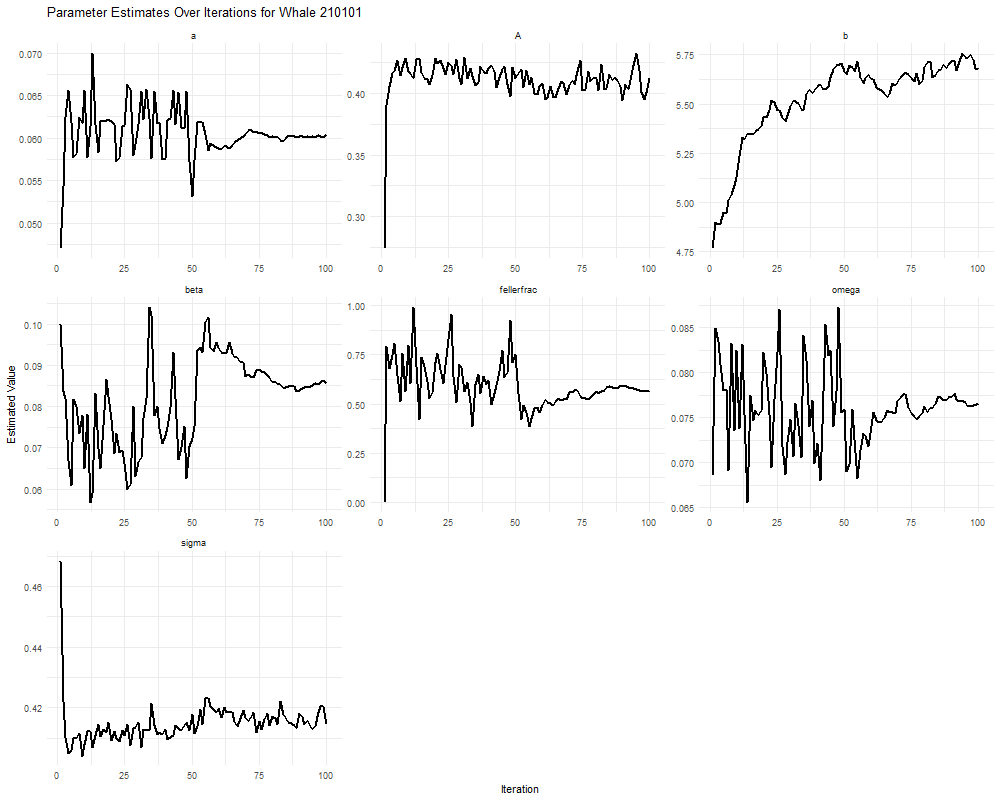 Parameter Estimates Over Iterations for Whale 210101
a
A
b
0.070
0.065
0.060
0.055
0.050
0.40
0.35
0.30
5.75
5.50
5.25
5.00
4.75
0 25 50 75 100
0 25 50 75 100
0 25 50 75 100
beta
fellerfrac
omega
Estimated Value
0.10
0.09
0.08
0.07
0.06
1.00
0.75
0.50
0.25
0.00
0.085
0.080
0.075
0.070
0.065
0 25 50 75 100
0 25 50 75 100
0 25 50 75 100
sigma
0.46
0.44
0.42
0 25 50 75 100
Iteration